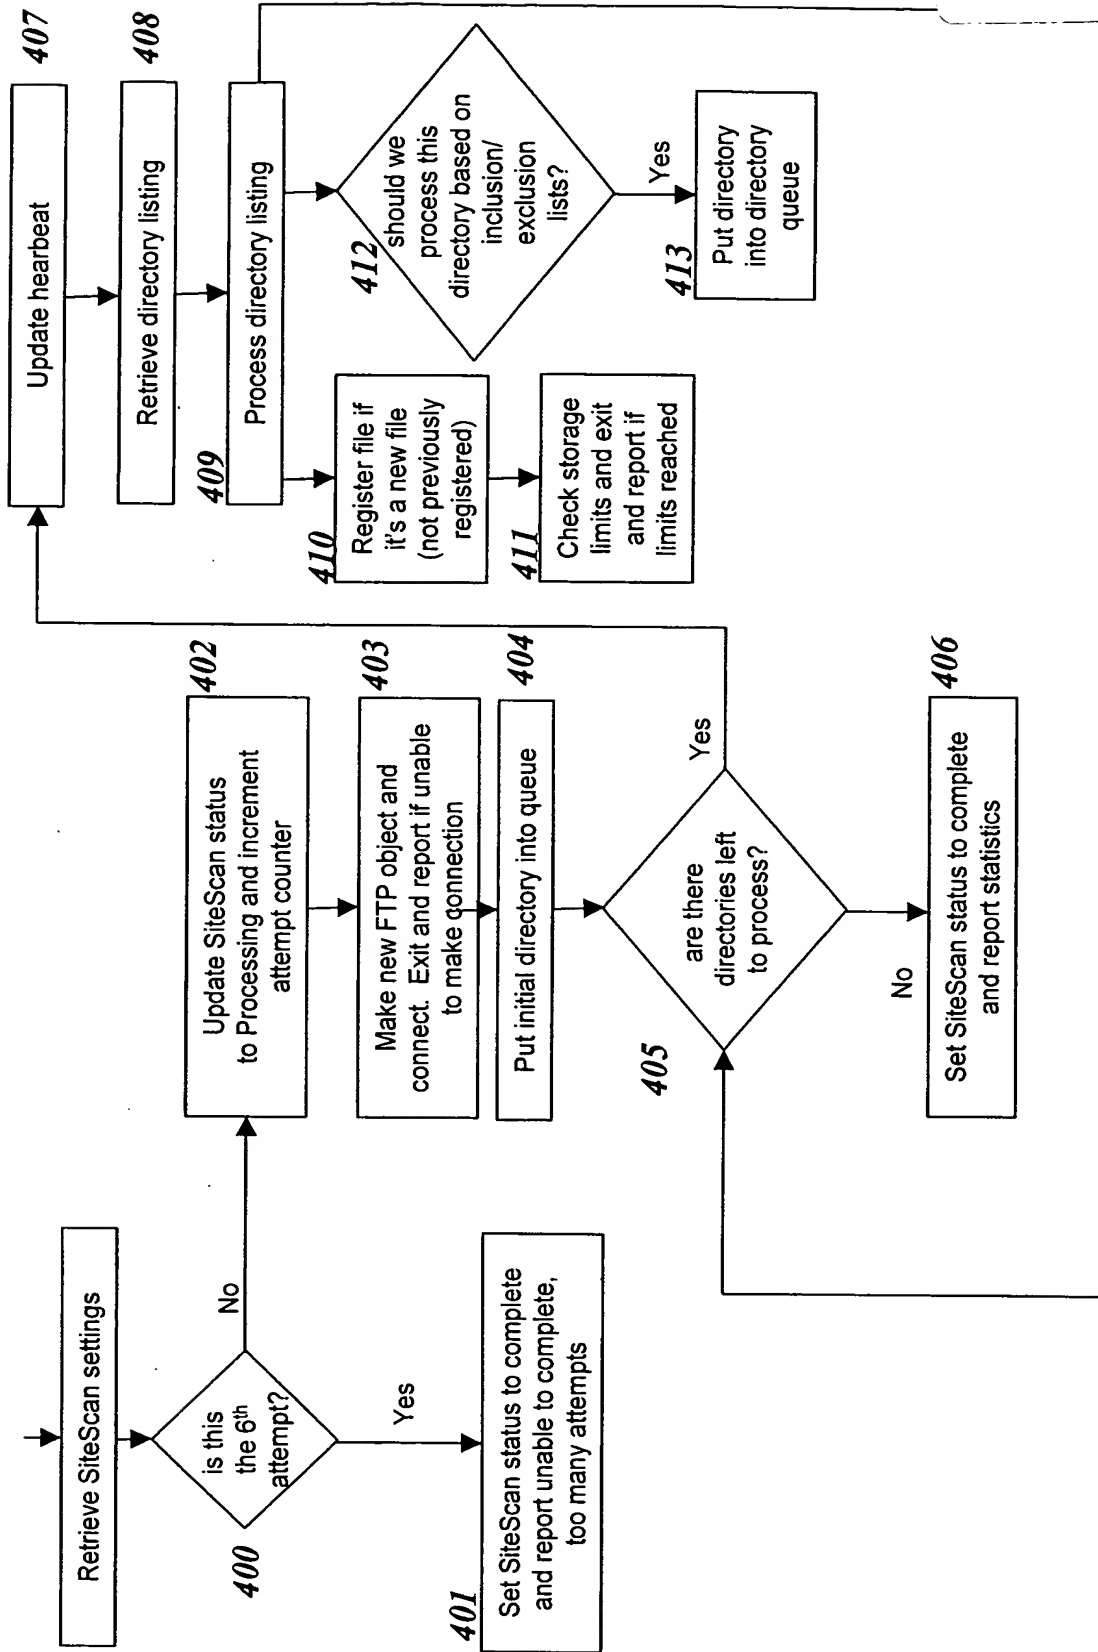 Retrieve SiteScan settings
is this
the 6th
attempt?
400
No
Yes
Set SiteScan status to complete
and report unable to complete,
too many attempts
401
Update SiteScan status
to Processing and increment
attempt counter
402
Make new FTP object and
connect. Exit and report if unable
to make connection
403
Put initial directory into queue
404
are there
directories left
to process?
405
Yes
No
Set SiteScan status to complete
and report statistics
406
Update hearbeat
407
Retrieve directory listing
408
Process directory listing
409
Register file if
it's a new file
(not previously
registered)
410
Check storage
limits and exit
and report if
limits reached
411
should we
process this
directory based on
inclusion/
exclusion
lists?
412
Yes
Put directory
into directory
queue
413